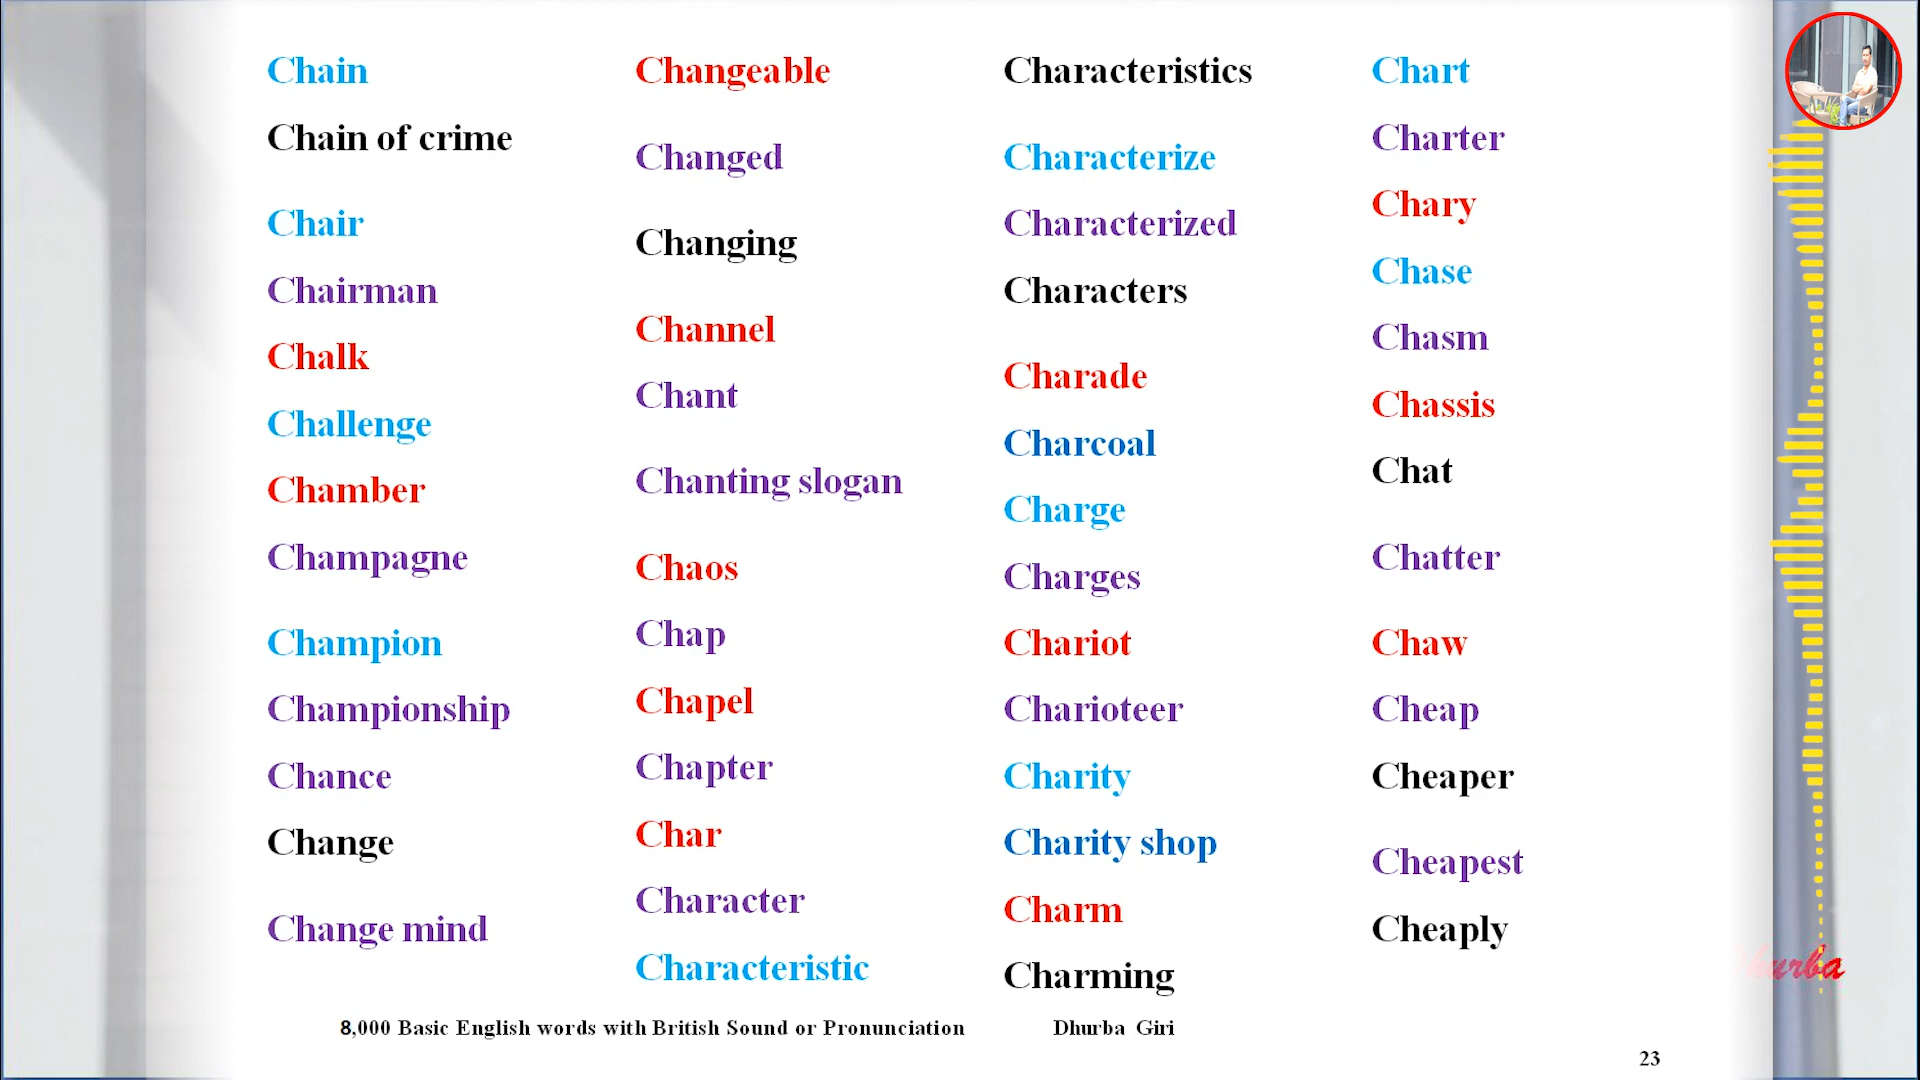 Chain
Chain of crime
Chair
Chairman
Chalk
Challenge
Chamber
Champagne
Champion
Championship
Chance
Change
Change mind
Changeable
Changed
Changing
Channel
Chant
Chanting slogan
Chaos
Chap
Chapel
Chapter
Char
Character
Characteristic
Characteristics
Characterize
Characterized
Characters
Charade
Charcoal
Charge
Charges
Chariot
Charioteer
Charity
Charity shop
Charm
Charming
Chart
Charter
Chary
Chase
Chasm
Chassis
Chat
Chatter
Chaw
Cheap
Cheaper
Cheapest
Cheaply
8,000 Basic English words with British Sound or Pronunciation Dhurba Giri
23